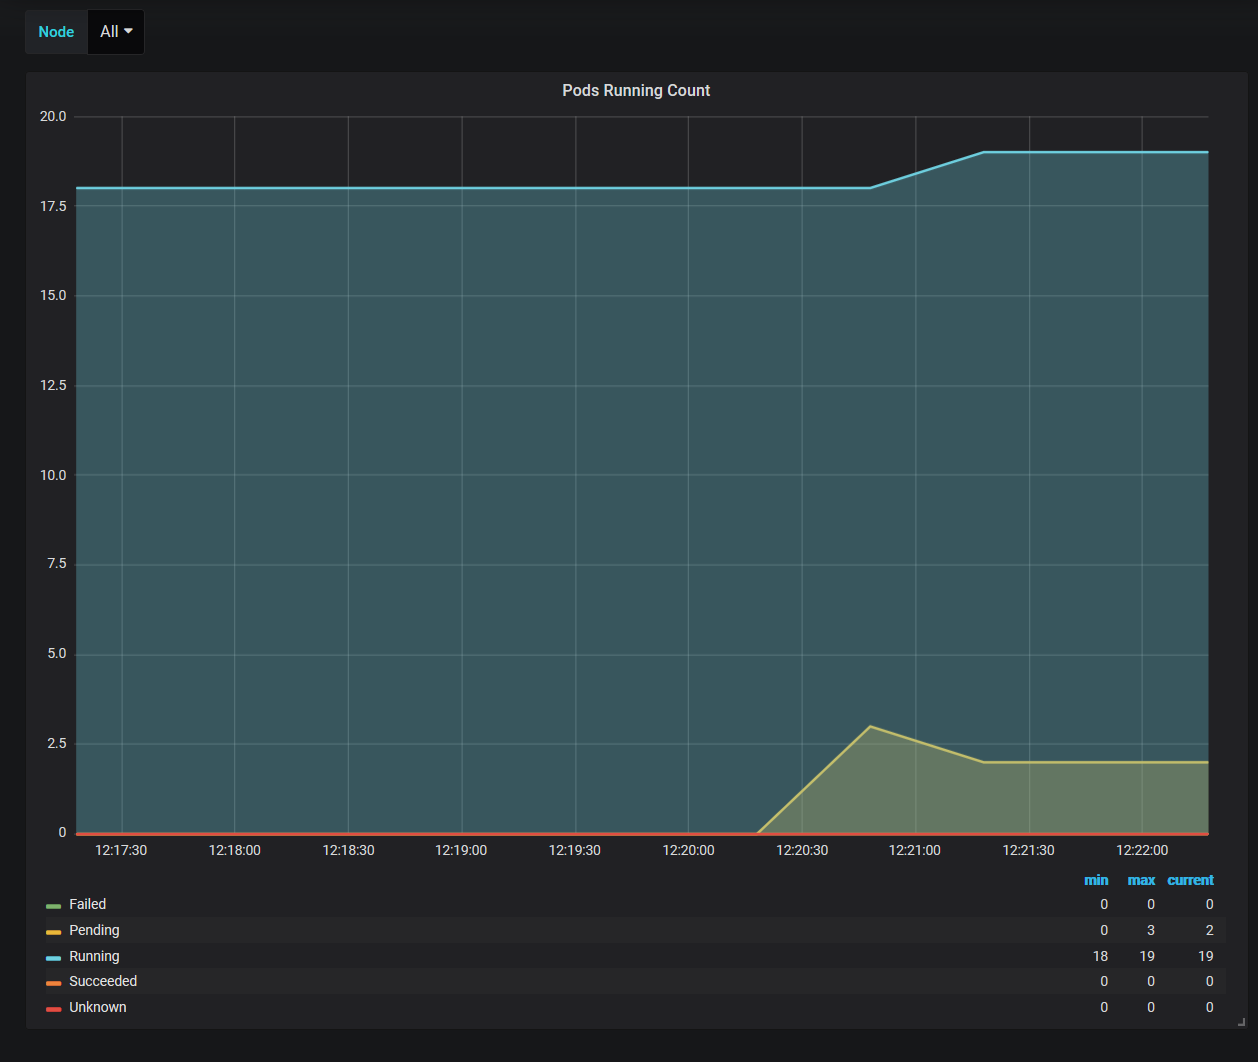 Node All
Pods Running Count
20.0
17.5
15.0
12.5
10.0
7.5
5.0
2.5
0
12:17:30 12:18:00 12:18:30 12:19:00 12:19:30 12:20:00 12:20:30 12:21:00 12:21:30 12:22:00
min max current
Failed 0 0 0
Pending 0 3 2
Running 18 19 19
Succeeded 0 0 0
Unknown 0 0 0